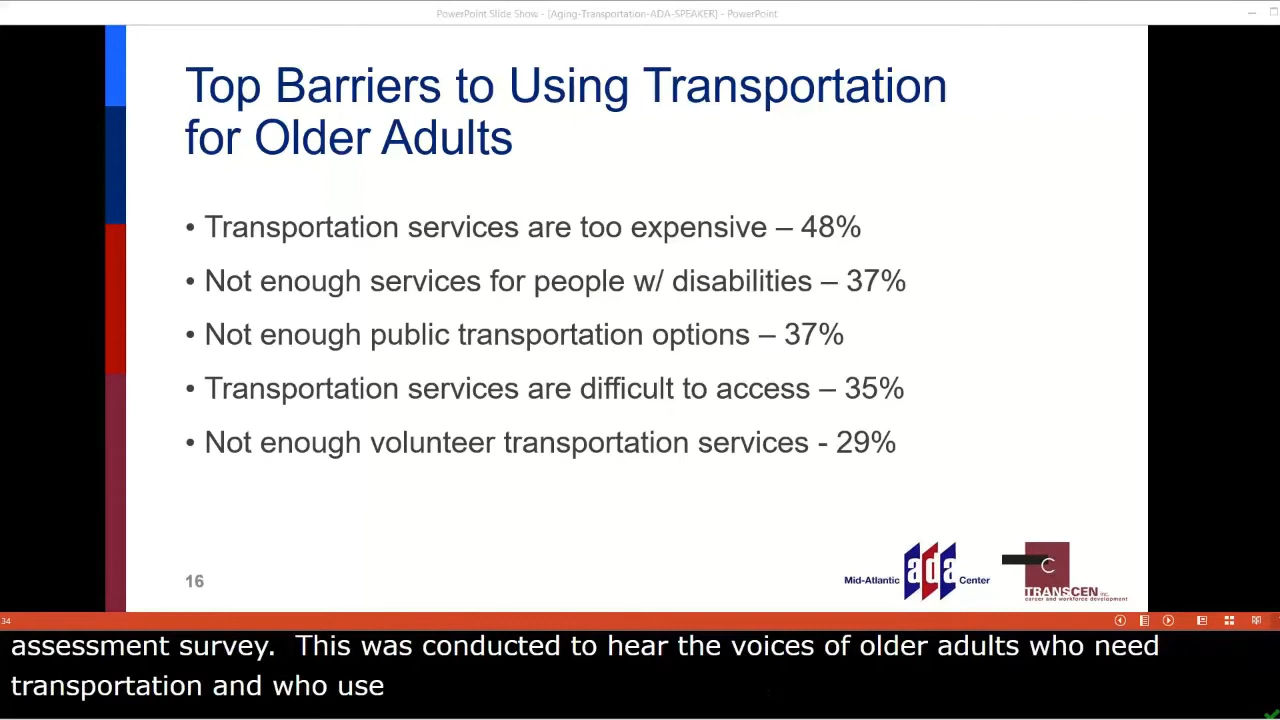 PowerPoint Slide Show - [Aging-Transportation-ADA-SPEAKER] - PowerPoint
Top Barriers to Using Transportation
for Older Adults
• Transportation services are too expensive – 48%
• Not enough services for people w/ disabilities – 37%
• Not enough public transportation options – 37%
• Transportation services are difficult to access – 35%
• Not enough volunteer transportation services - 29%
16
Mid-Atlantic ada Center
C
TRANSCEN inc.
career and workforce development
34
assessment survey.  This was conducted to hear the voices of older adults who need
transportation and who use